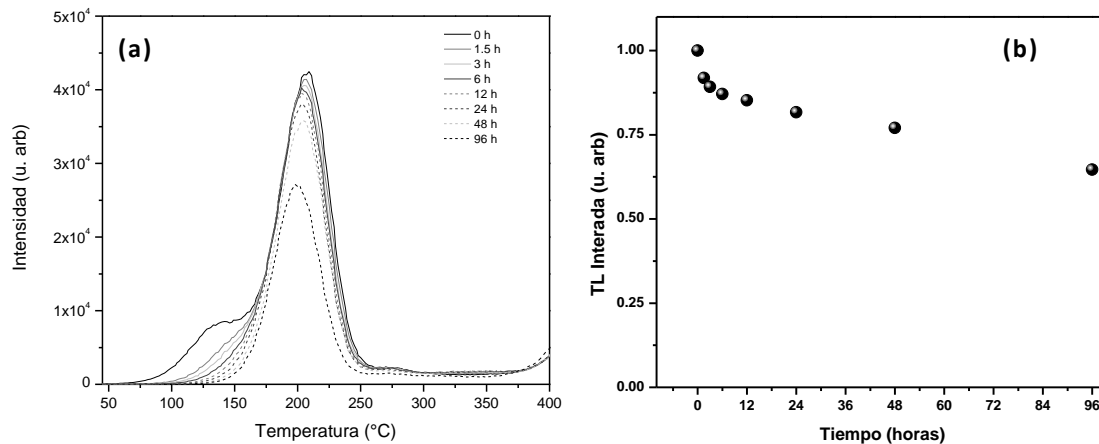 (a)
0 h
1.5 h
3 h
6 h
12 h
24 h
48 h
96 h
5x10⁴
4x10⁴
3x10⁴
2x10⁴
1x10⁴
0
Intensidad (u. arb)
50 100 150 200 250 300 350 400
Temperatura (°C)
(b)
1.00
0.75
0.50
0.25
0.00
TL Interada (u. arb)
0 12 24 36 48 60 72 84 96
Tiempo (horas)